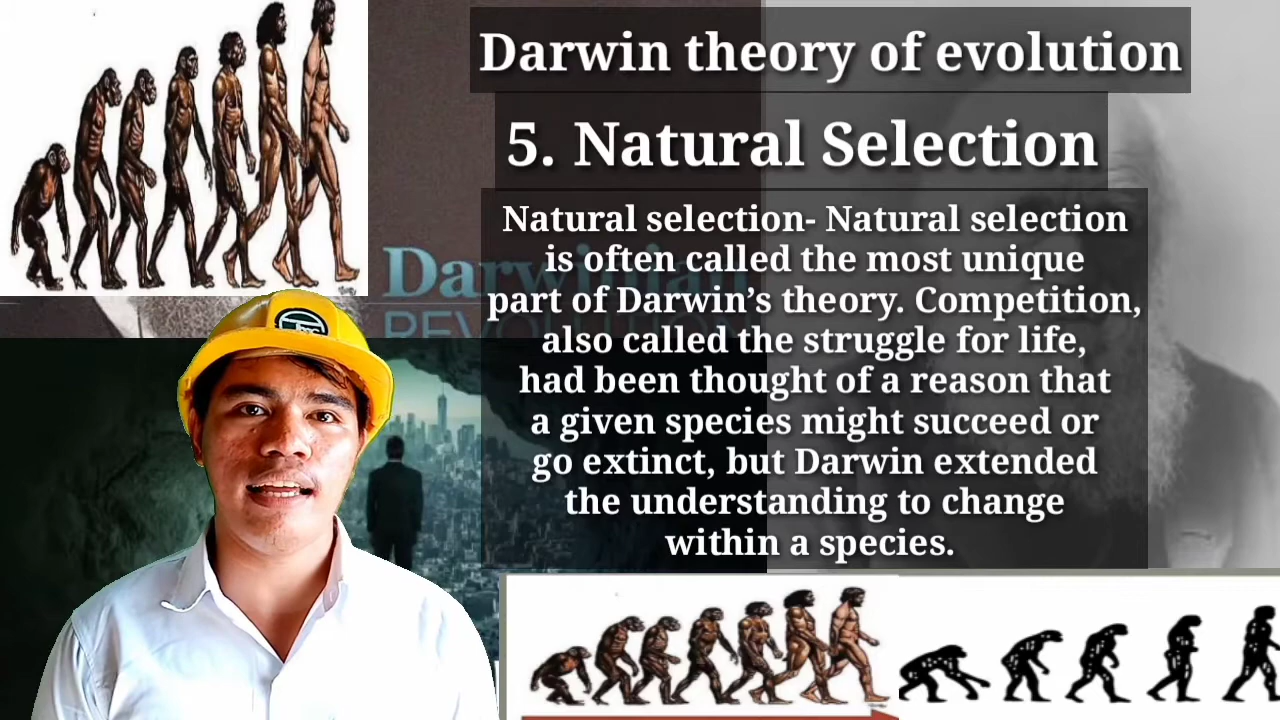 Darwin theory of evolution
5. Natural Selection
Natural selection- Natural selection
is often called the most unique
part of Darwin’s theory. Competition,
also called the struggle for life,
had been thought of a reason that
a given species might succeed or
go extinct, but Darwin extended
the understanding to change
within a species.
Darwinian